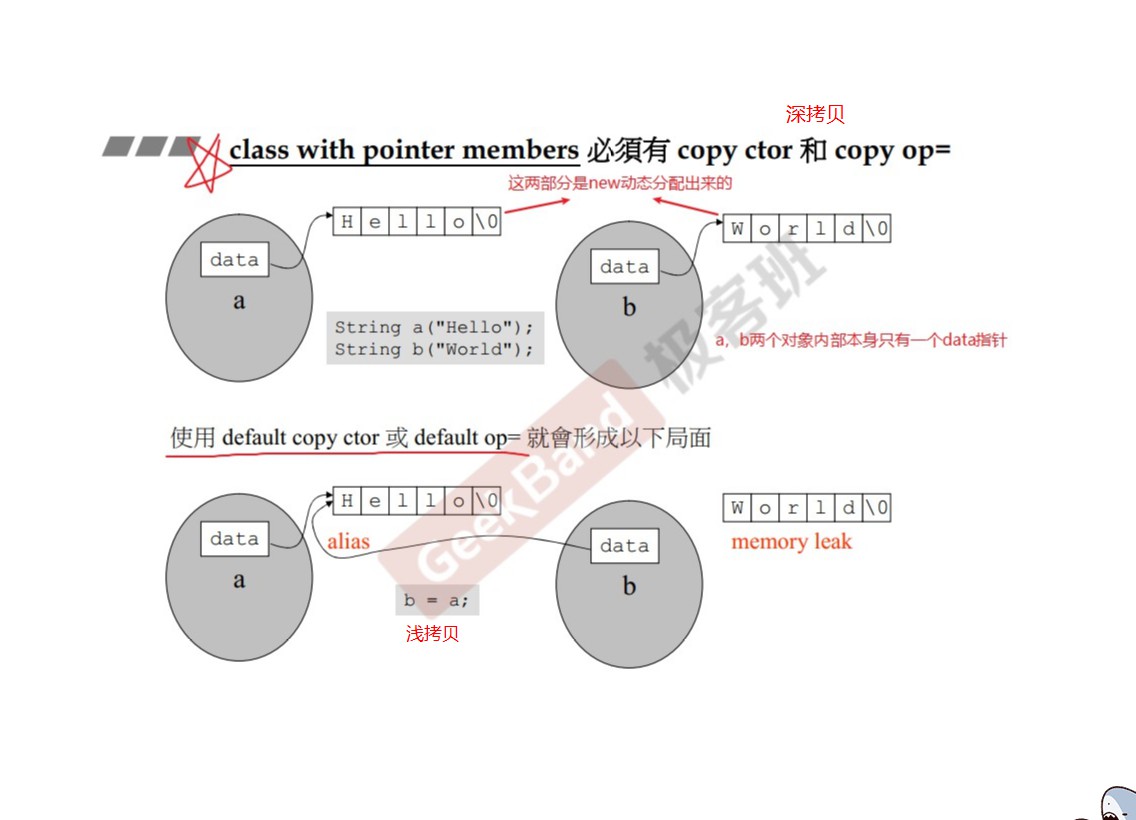 深拷贝
class with pointer members 必須有 copy ctor 和 copy op=
这两部分是new动态分配出来的
H e l l o \0
W o r l d \0
data
data
a
b
String a("Hello");
String b("World");
a，b两个对象内部本身只有一个data指针
GeekBand 极客班
使用 default copy ctor 或 default op= 就會形成以下局面
H e l l o \0
W o r l d \0
data
alias
data
memory leak
a
b
b = a;
浅拷贝